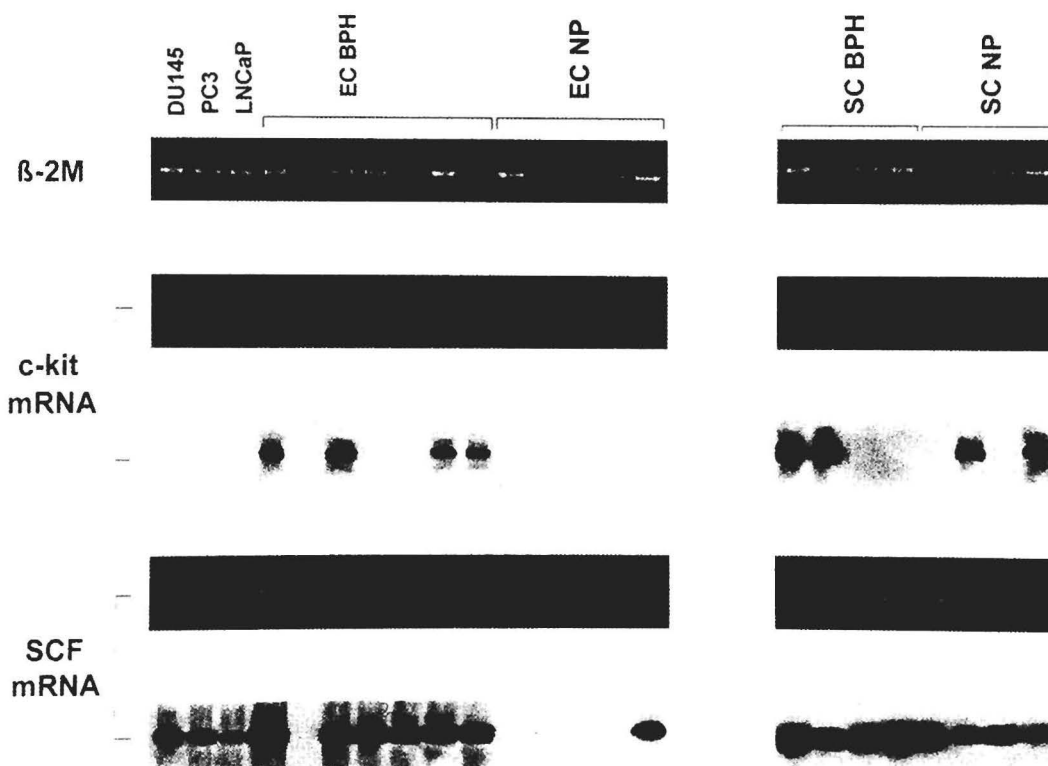 DU145
PC3
LNCaP
EC BPH
EC NP
SC BPH
SC NP
ß-2M
c-kit
mRNA
SCF
mRNA